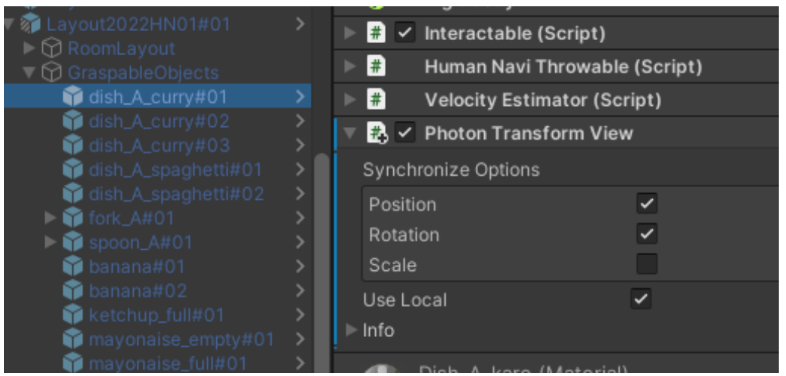 Layout2022HN01#01
RoomLayout
GraspableObjects
dish_A_curry#01
dish_A_curry#02
dish_A_curry#03
dish_A_spaghetti#01
dish_A_spaghetti#02
fork_A#01
spoon_A#01
banana#01
banana#02
ketchup_full#01
mayonaise_empty#01
mayonaise_full#01
Interactable (Script)
Human Navi Throwable (Script)
Velocity Estimator (Script)
Photon Transform View
Synchronize Options
Position
Rotation
Scale
Use Local
Info
(Material)